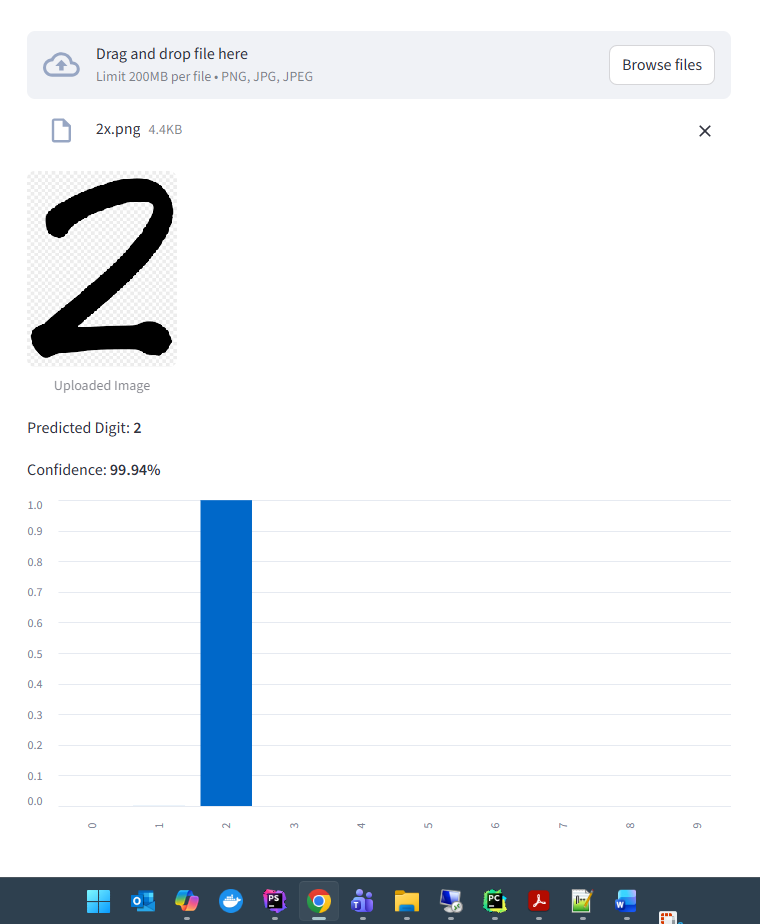 Drag and drop file here
Limit 200MB per file • PNG, JPG, JPEG
Browse files
2x.png 4.4KB
2
Uploaded Image
Predicted Digit: 2
Confidence: 99.94%
1.0
0.9
0.8
0.7
0.6
0.5
0.4
0.3
0.2
0.1
0.0
0 1 2 3 4 5 6 7 8 9
PS PC W